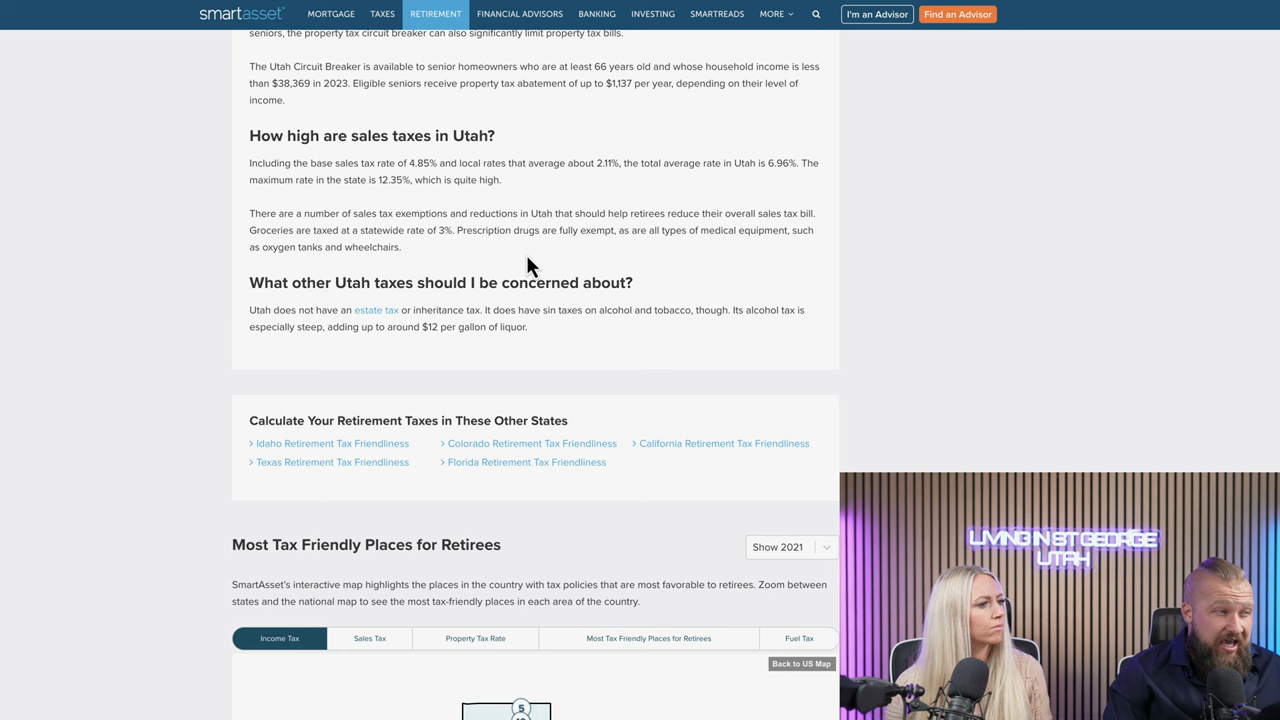 smartasset
MORTGAGE TAXES RETIREMENT FINANCIAL ADVISORS BANKING INVESTING SMARTREADS MORE I'm an Advisor Find an Advisor
seniors, the property tax circuit breaker can also significantly limit property tax bills.
The Utah Circuit Breaker is available to senior homeowners who are at least 66 years old and whose household income is less
than $38,369 in 2023. Eligible seniors receive property tax abatement of up to $1,137 per year, depending on their level of
income.
How high are sales taxes in Utah?
Including the base sales tax rate of 4.85% and local rates that average about 2.11%, the total average rate in Utah is 6.96%. The
maximum rate in the state is 12.35%, which is quite high.
There are a number of sales tax exemptions and reductions in Utah that should help retirees reduce their overall sales tax bill.
Groceries are taxed at a statewide rate of 3%. Prescription drugs are fully exempt, as are all types of medical equipment, such
as oxygen tanks and wheelchairs.
What other Utah taxes should I be concerned about?
Utah does not have an estate tax or inheritance tax. It does have sin taxes on alcohol and tobacco, though. Its alcohol tax is
especially steep, adding up to around $12 per gallon of liquor.
Calculate Your Retirement Taxes in These Other States
Idaho Retirement Tax Friendliness Colorado Retirement Tax Friendliness California Retirement Tax Friendliness
Texas Retirement Tax Friendliness Florida Retirement Tax Friendliness
Most Tax Friendly Places for Retirees Show 2021
SmartAsset's interactive map highlights the places in the country with tax policies that are most favorable to retirees. Zoom between
states and the national map to see the most tax-friendly places in each area of the country.
Income Tax Sales Tax Property Tax Rate Most Tax Friendly Places for Retirees Fuel Tax
Back to US Map
5
LIVING IN ST GEORGE
UTAH